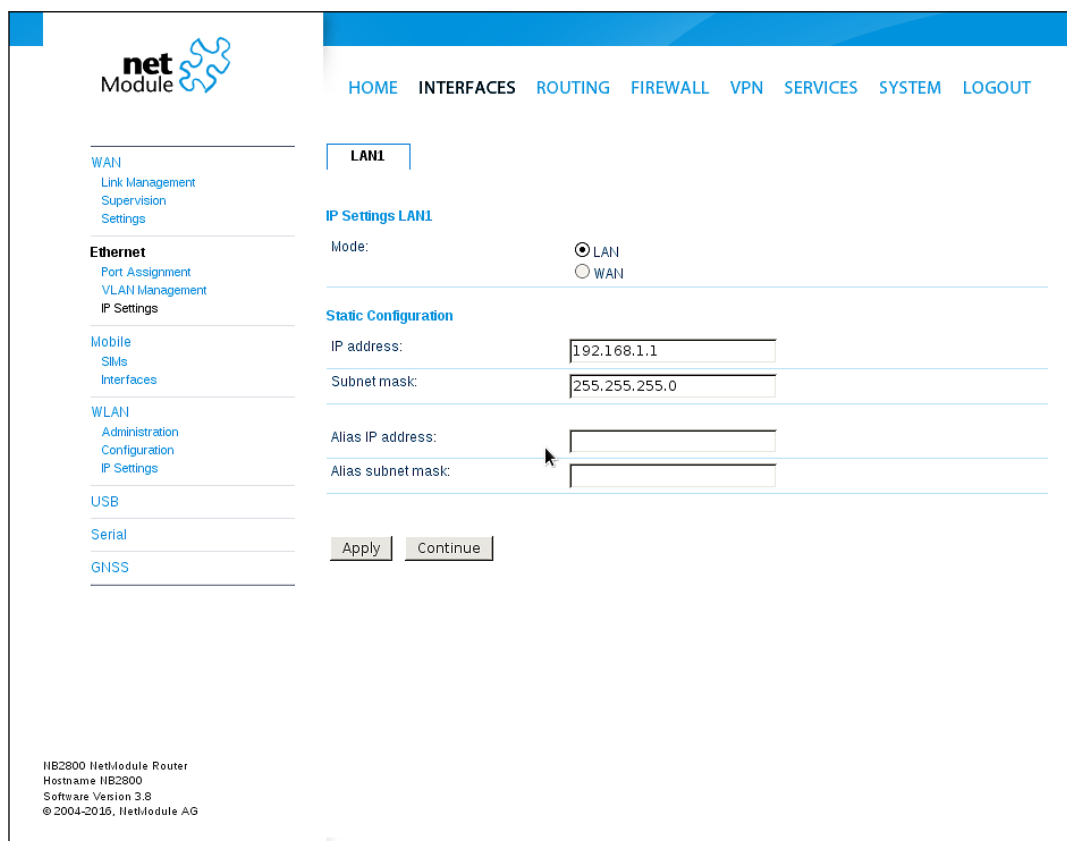 net
Module
HOME INTERFACES ROUTING FIREWALL VPN SERVICES SYSTEM LOGOUT
WAN
Link Management
Supervision
Settings
Ethernet
Port Assignment
VLAN Management
IP Settings
Mobile
SIMs
Interfaces
WLAN
Administration
Configuration
IP Settings
USB
Serial
GNSS
LAN1
IP Settings LAN1
Mode:
LAN
WAN
Static Configuration
IP address: 192.168.1.1
Subnet mask: 255.255.255.0
Alias IP address:
Alias subnet mask:
Apply Continue
NB2800 NetModule Router
Hostname NB2800
Software Version 3.8
© 2004-2016, NetModule AG